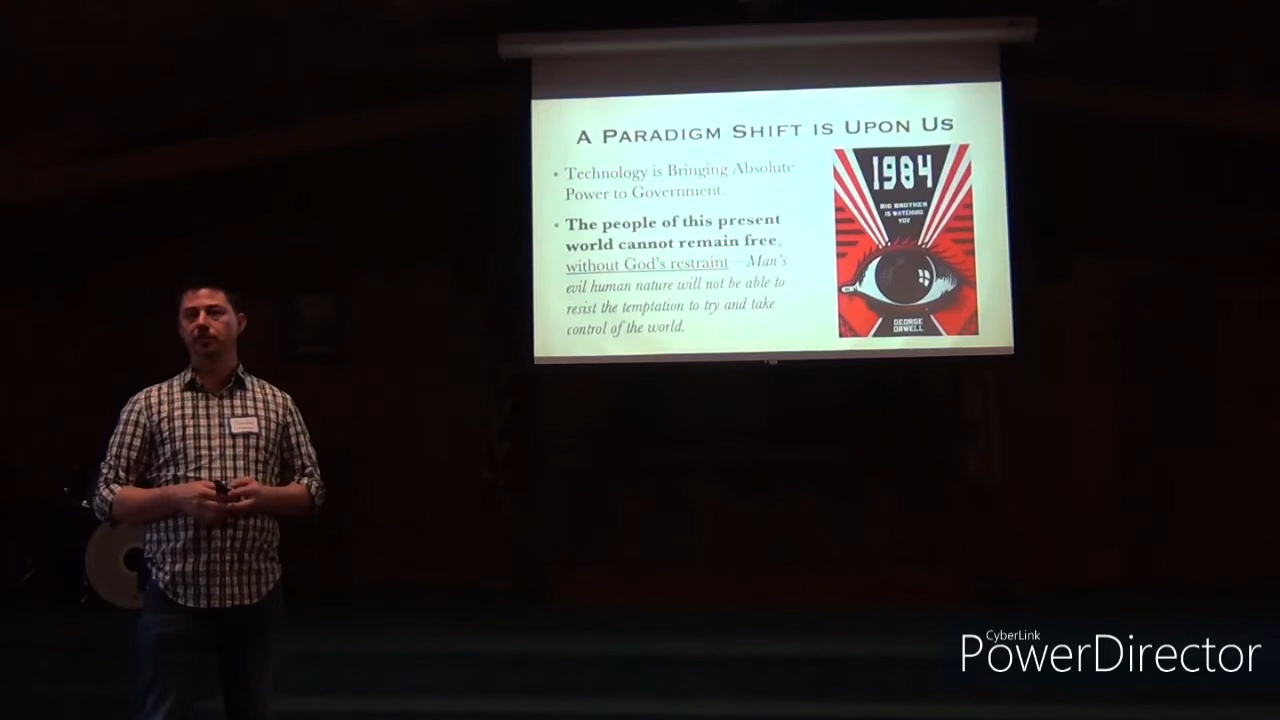 A PARADIGM SHIFT IS UPON US
• Technology is Bringing Absolute
Power to Government.
• The people of this present
world cannot remain free,
without God's restraint—Man's
evil human nature will not be able to
resist the temptation to try and take
control of the world.
1984
BIG BROTHER
IS WATCHING
YOU
GEORGE
ORWELL
CyberLink
PowerDirector